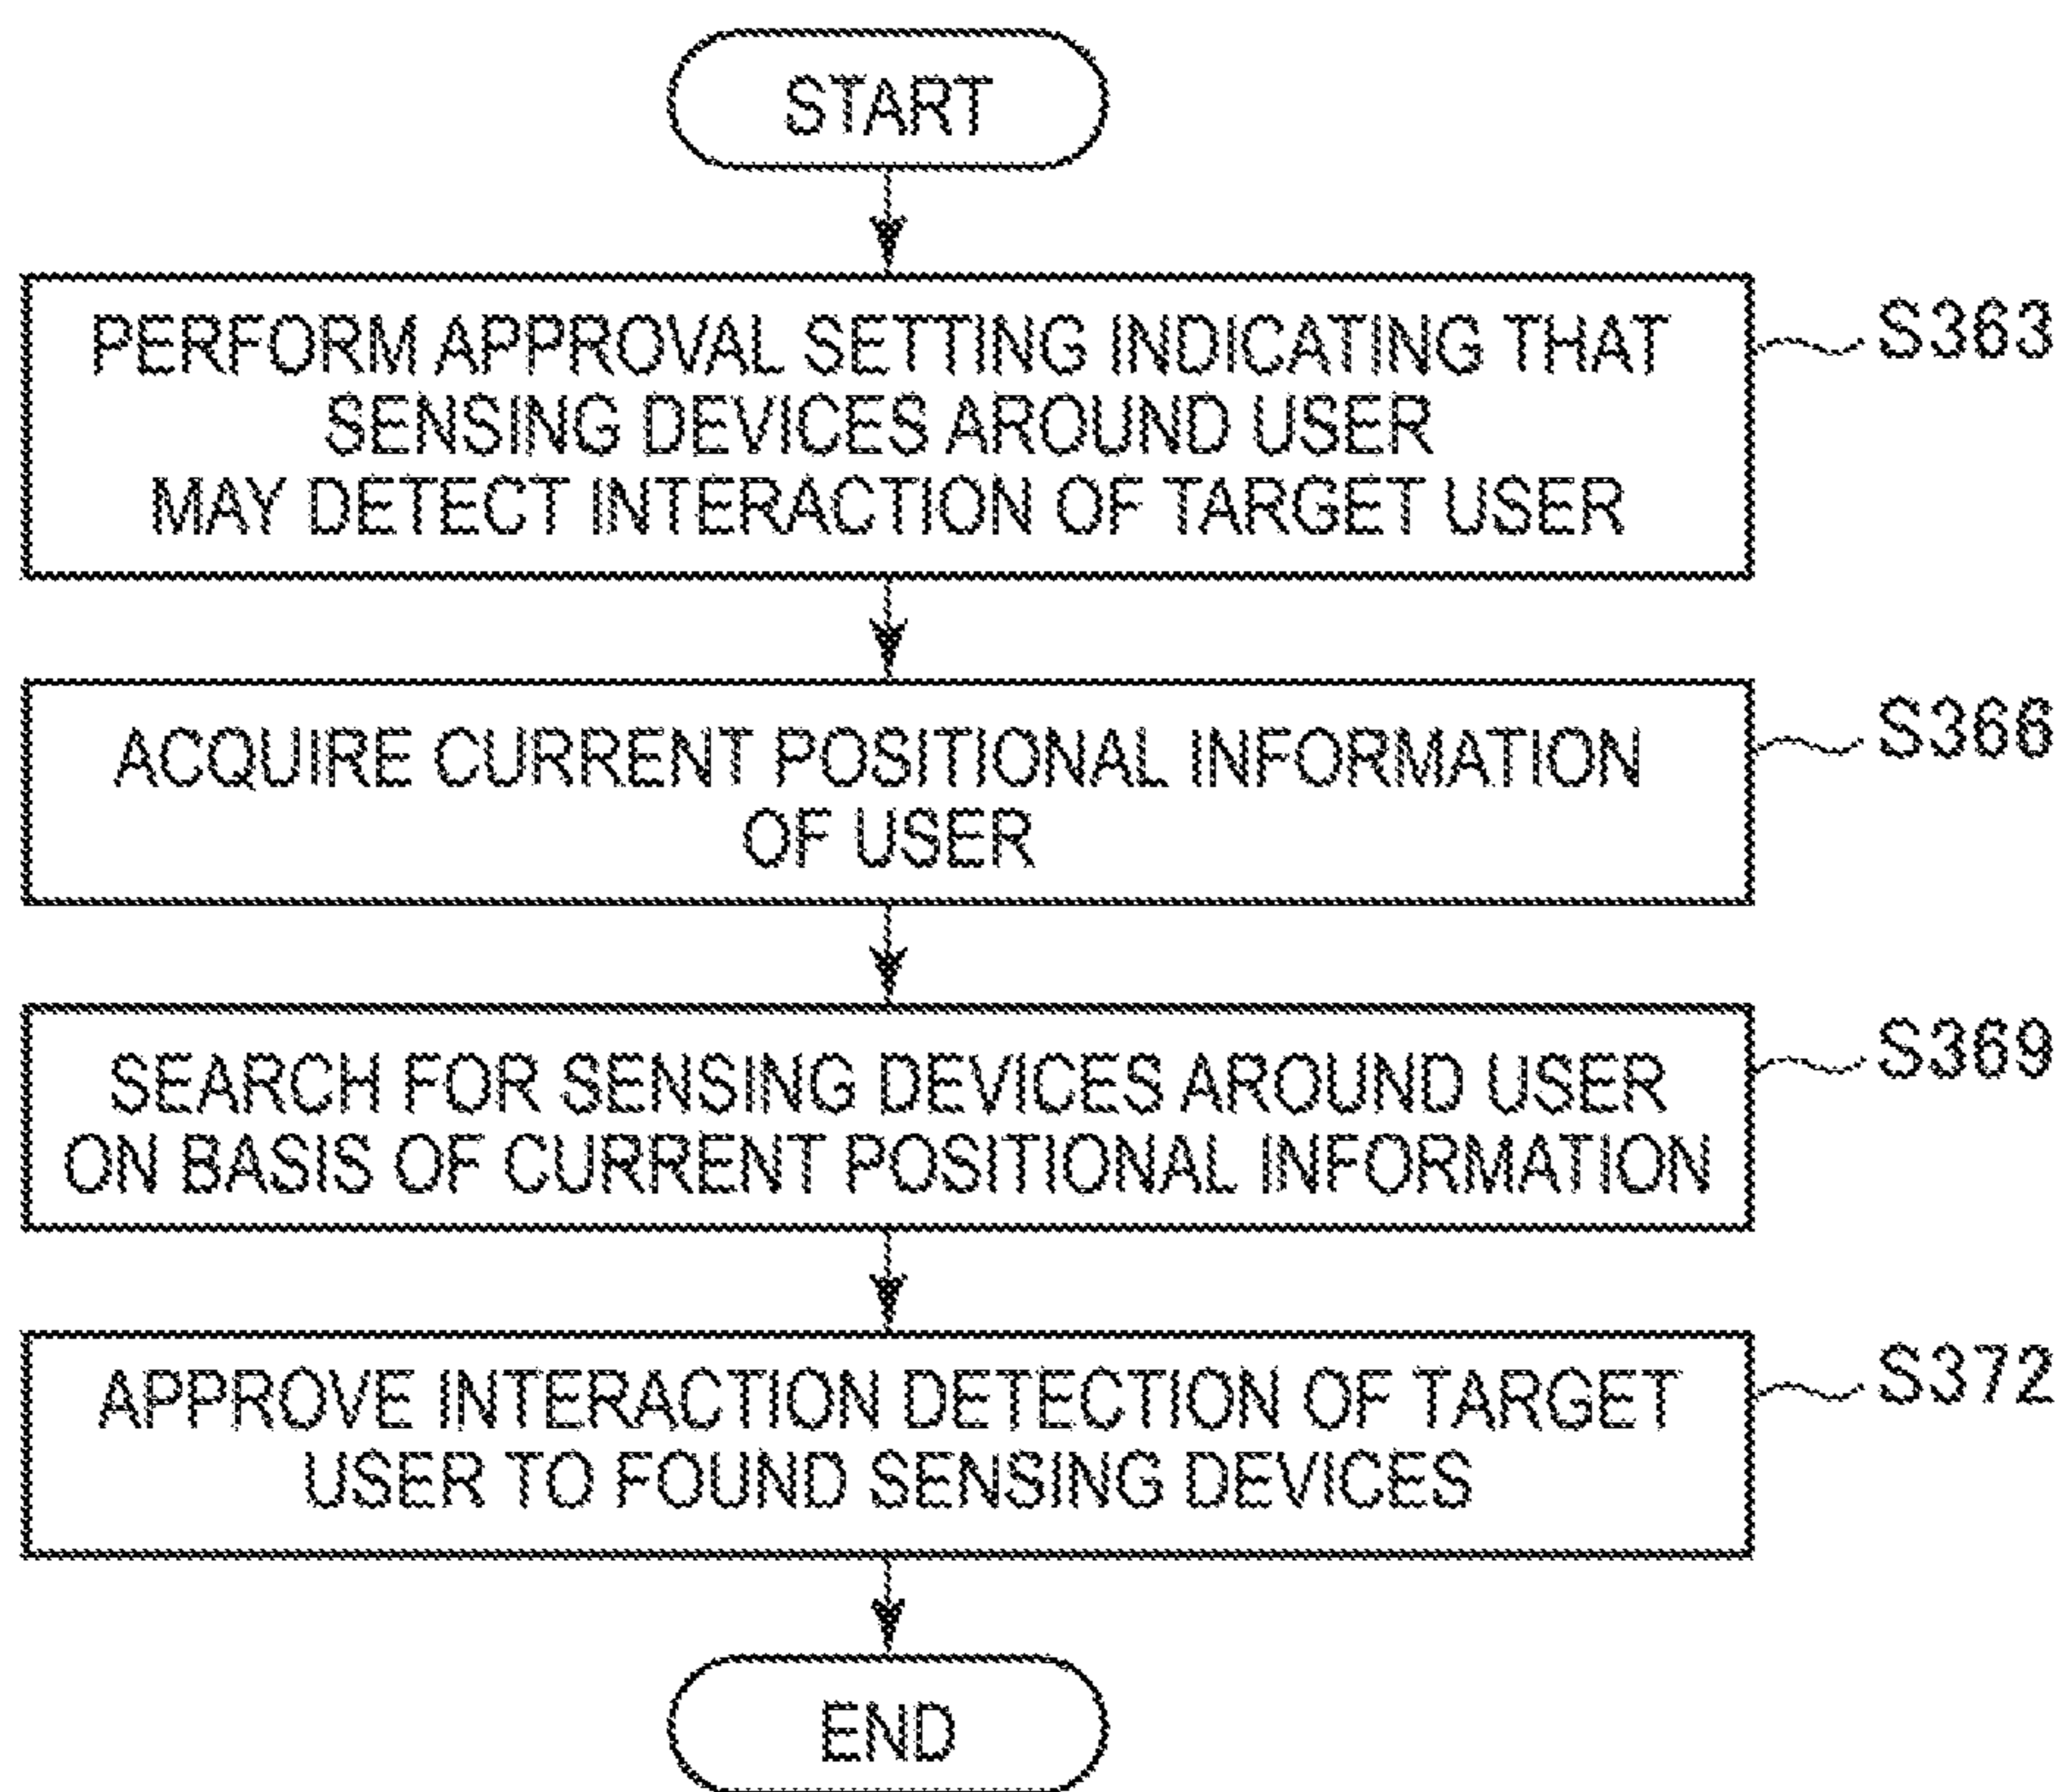 START
PERFORM APPROVAL SETTING INDICATING THAT
SENSING DEVICES AROUND USER
MAY DETECT INTERACTION OF TARGET USER
S363
ACQUIRE CURRENT POSITIONAL INFORMATION
OF USER
S366
SEARCH FOR SENSING DEVICES AROUND USER
ON BASIS OF CURRENT POSITIONAL INFORMATION
S369
APPROVE INTERACTION DETECTION OF TARGET
USER TO FOUND SENSING DEVICES
S372
END